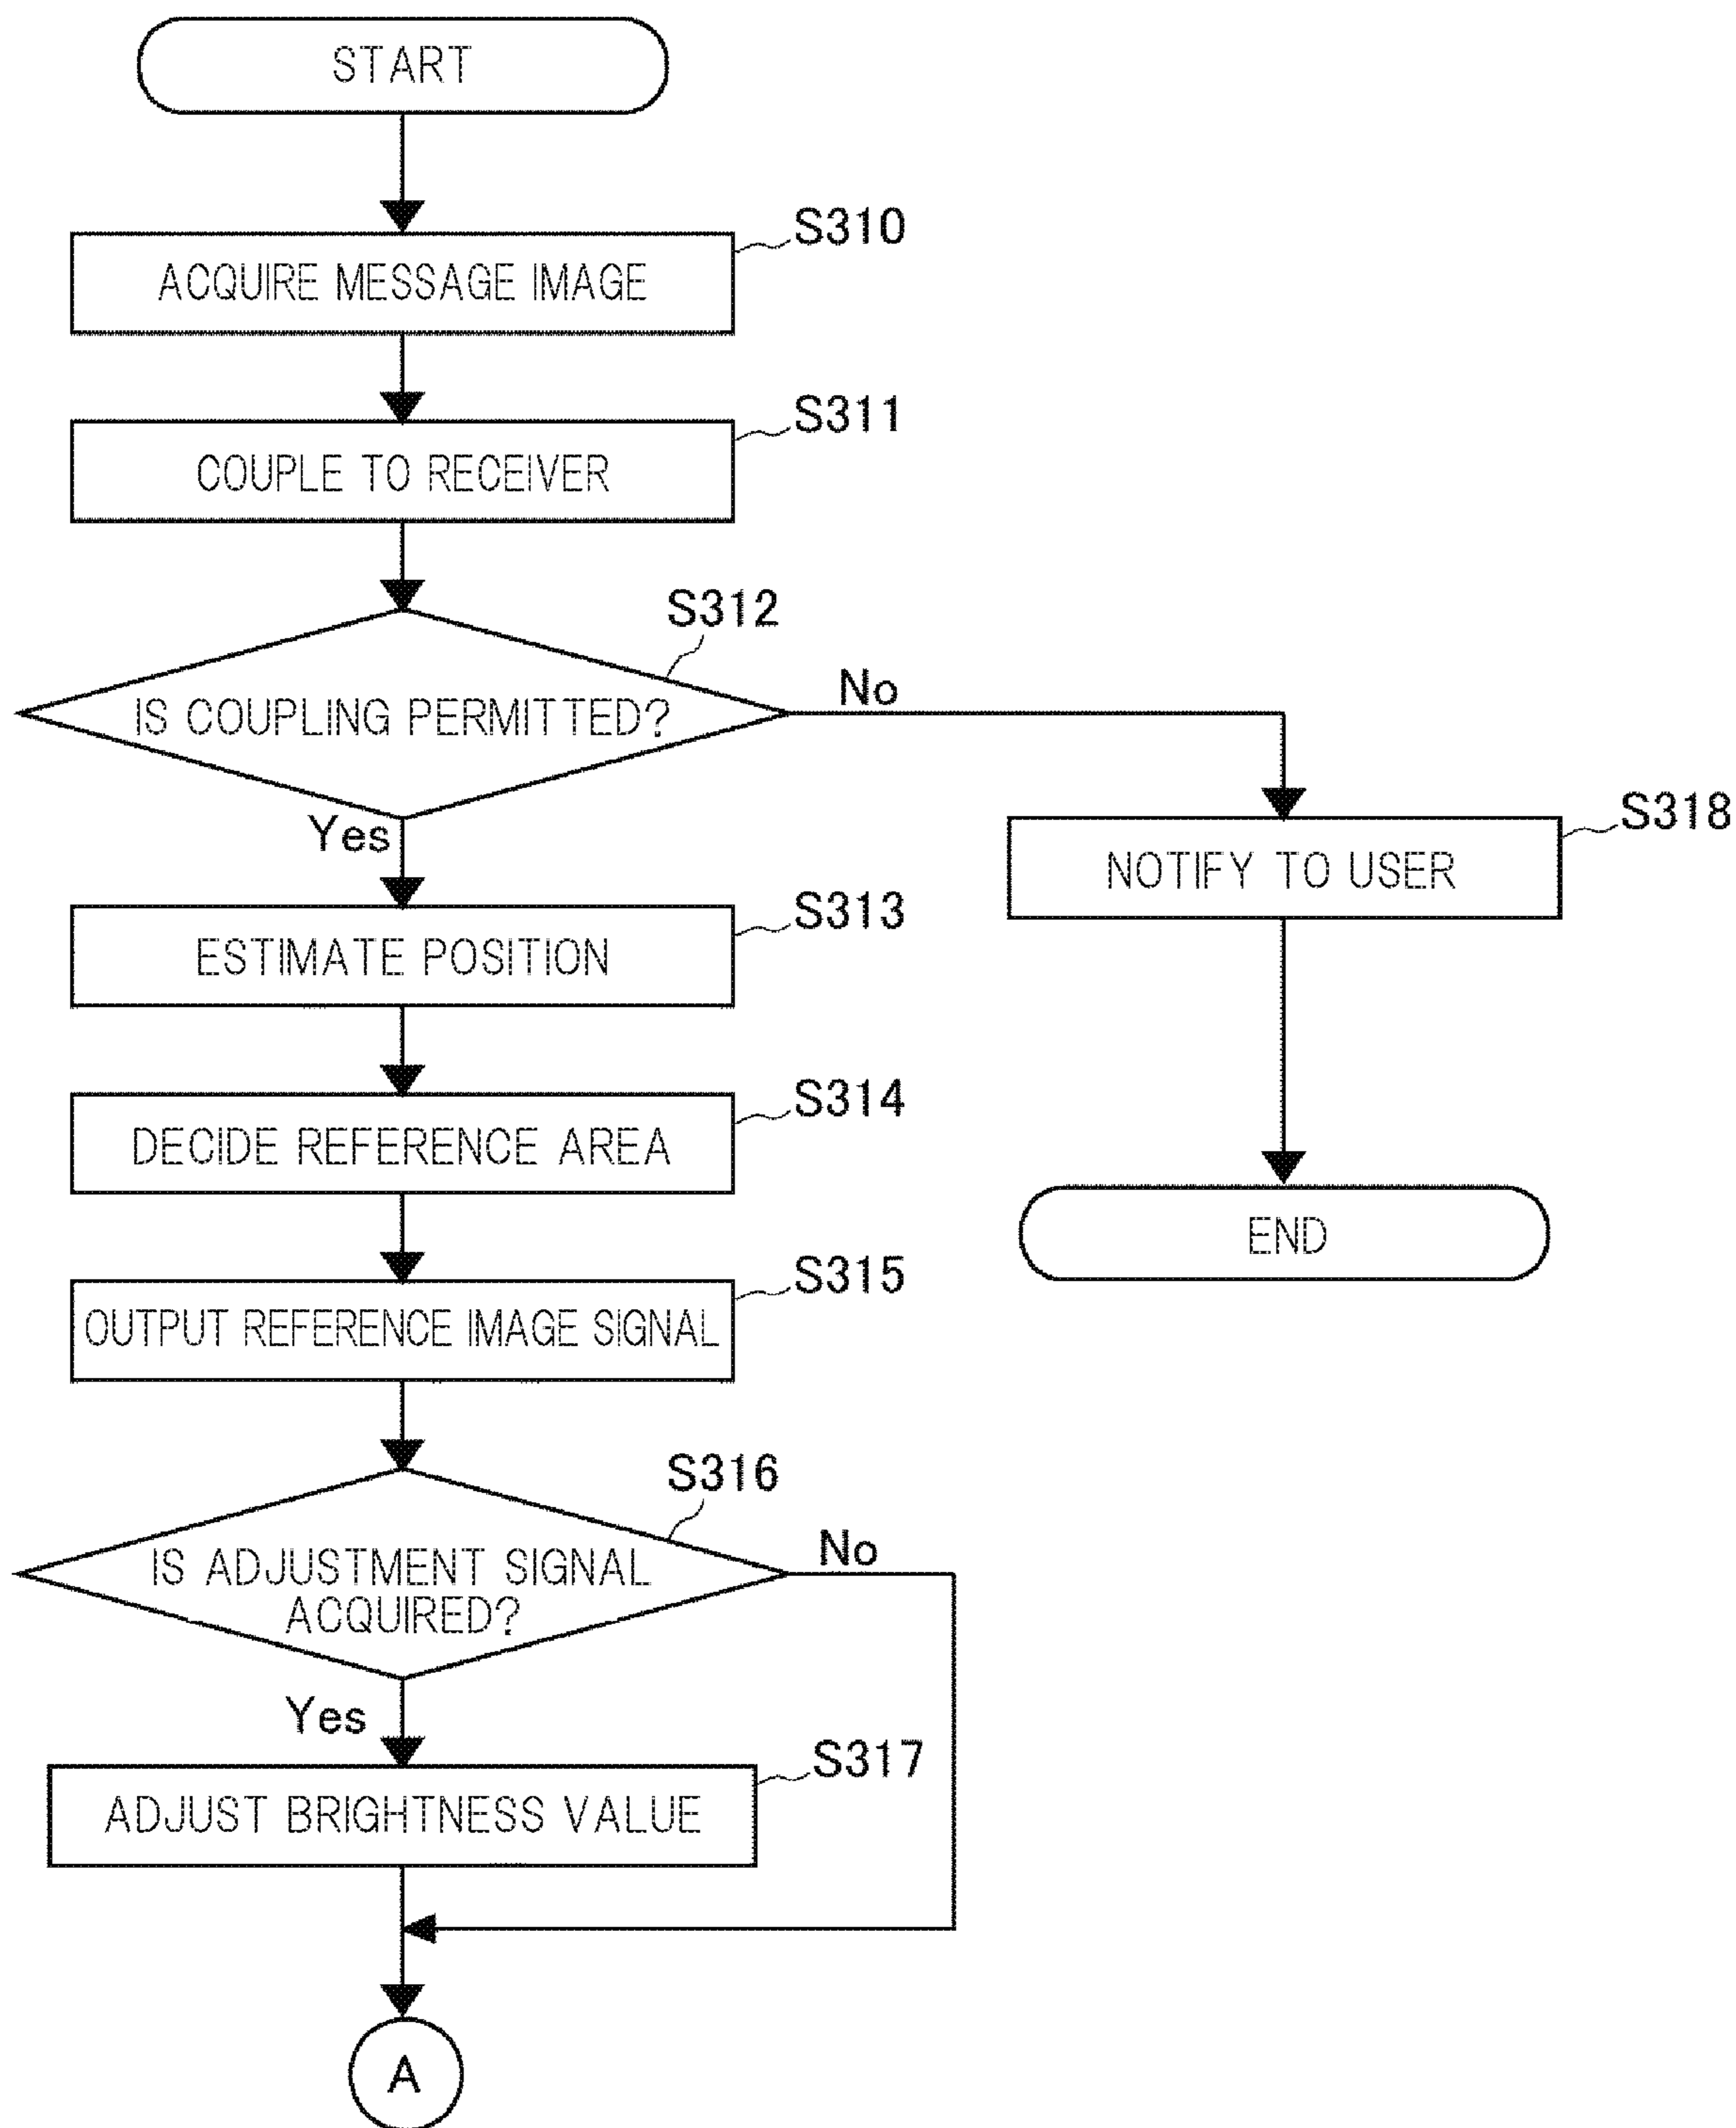 START
S310
ACQUIRE MESSAGE IMAGE
S311
COUPLE TO RECEIVER
S312
IS COUPLING PERMITTED?
No
Yes
S318
NOTIFY TO USER
S313
ESTIMATE POSITION
S314
DECIDE REFERENCE AREA
END
S315
OUTPUT REFERENCE IMAGE SIGNAL
S316
IS ADJUSTMENT SIGNAL
ACQUIRED?
No
Yes
S317
ADJUST BRIGHTNESS VALUE
A